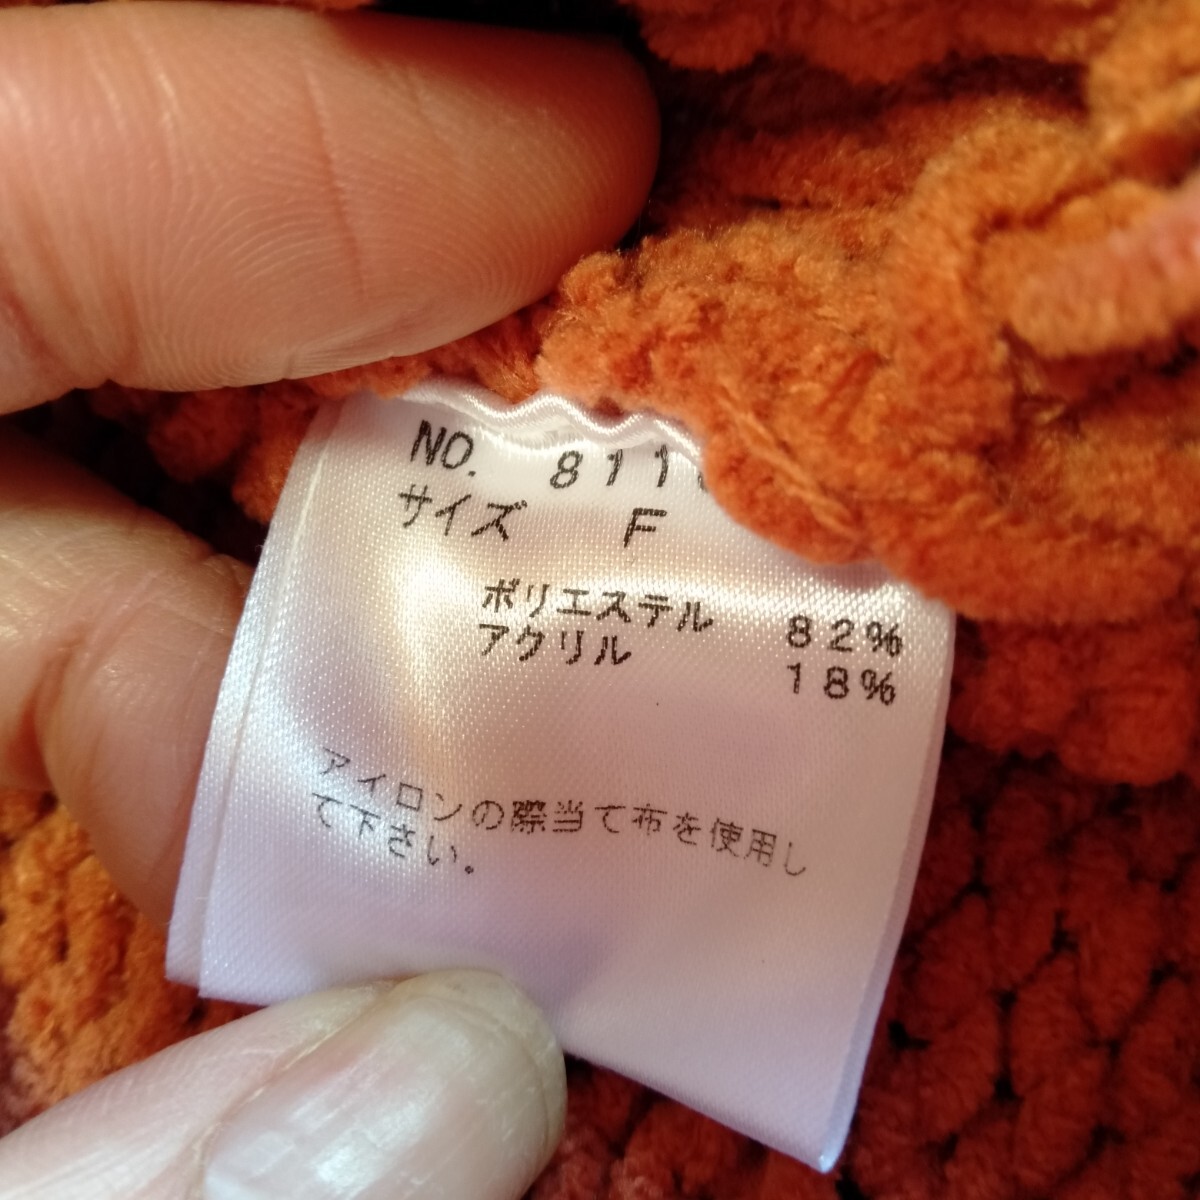 NO. 811
サイズ F
ポリエステル 82%
アクリル 18%
アイロンの際当て布を使用し
て下さい。